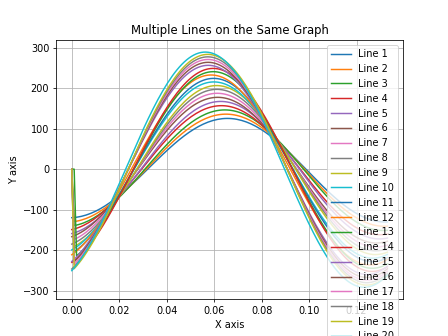 Multiple Lines on the Same Graph
Y axis
300
200
100
0
−100
−200
−300
0.00
0.02
0.04
0.06
0.08
0.10
X axis
Line 1
Line 2
Line 3
Line 4
Line 5
Line 6
Line 7
Line 8
Line 9
Line 10
Line 11
Line 12
Line 13
Line 14
Line 15
Line 16
Line 17
Line 18
Line 19
Line 20